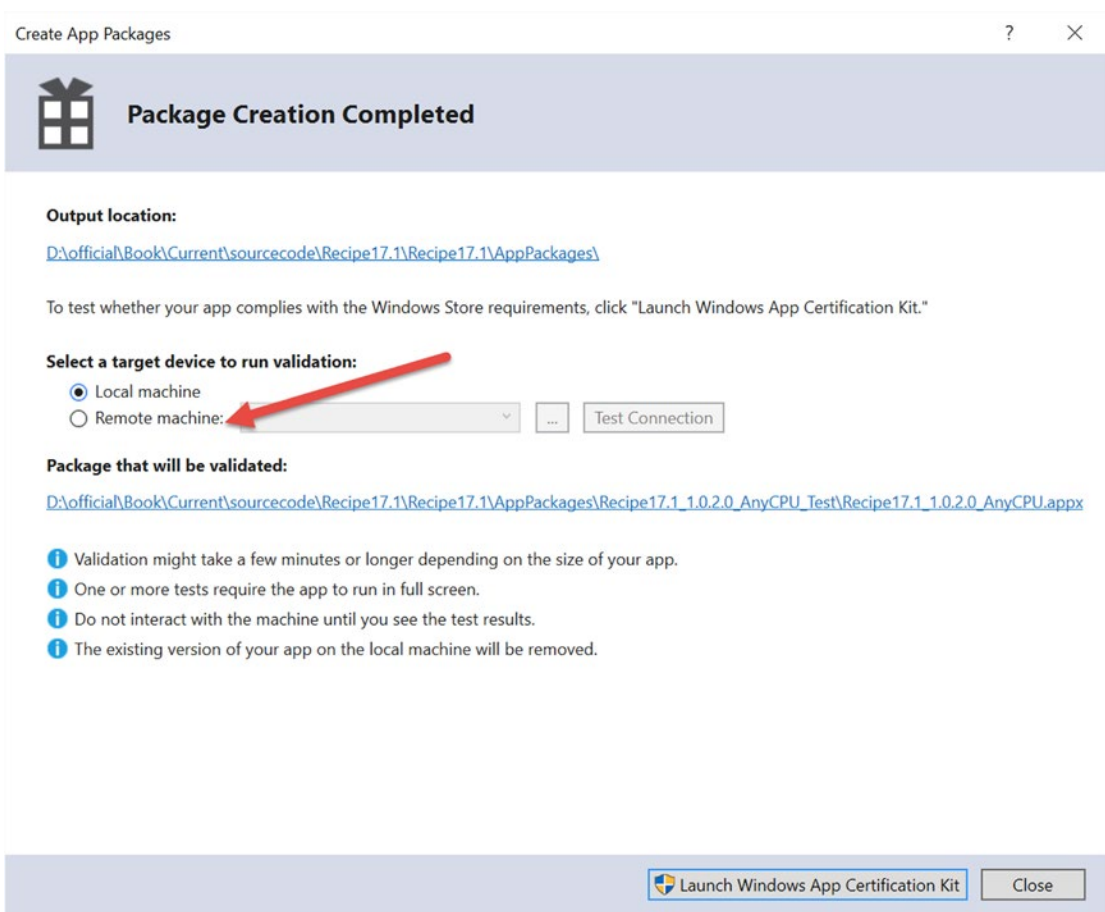 Create App Packages ?
Package Creation Completed
Output location:
D:\official\Book\Current\sourcecode\Recipe17.1\Recipe17.1\AppPackages\
To test whether your app complies with the Windows Store requirements, click "Launch Windows App Certification Kit."
Select a target device to run validation:
Local machine
Remote machine: ... Test Connection
Package that will be validated:
D:\official\Book\Current\sourcecode\Recipe17.1\Recipe17.1\AppPackages\Recipe17.1_1.0.2.0_AnyCPU_Test\Recipe17.1_1.0.2.0_AnyCPU.appx
Validation might take a few minutes or longer depending on the size of your app.
One or more tests require the app to run in full screen.
Do not interact with the machine until you see the test results.
The existing version of your app on the local machine will be removed.
Launch Windows App Certification Kit Close